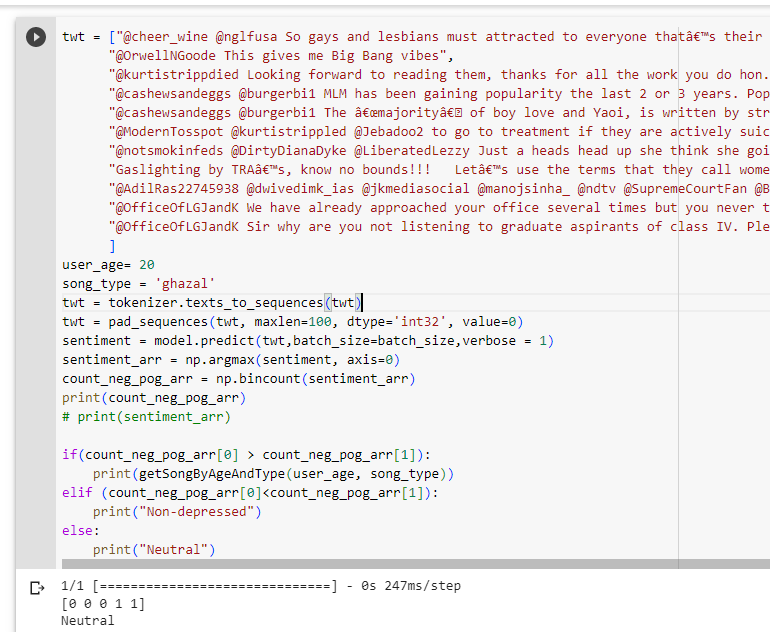 twt = ["@cheer_wine @nglfusa So gays and lesbians must attracted to everyone thatâ€™s their
"@OrwellNGoode This gives me Big Bang vibes",
"@kurtistrippdied Looking forward to reading them, thanks for all the work you do hon.
"@cashewsandeggs @burgerbi1 MLM has been gaining popularity the last 2 or 3 years. Pop
"@cashewsandeggs @burgerbi1 The â€œmajorityâ€ of boy love and Yaoi, is written by str
"@ModernTosspot @kurtistrippled @Jebadoo2 to go to treatment if they are actively suic
"@notsmokinfeds @DirtyDianaDyke @LiberatedLezzy Just a heads head up she think she goi
"Gaslighting by TRAâ€™s, know no bounds!!!   Letâ€™s use the terms that they call wome
"@AdilRas22745938 @dwivedimk_ias @jkmediasocial @manojsinha_ @ndtv @SupremeCourtFan @B
"@OfficeOfLGJandK We have already approached your office several times but you never t
"@OfficeOfLGJandK Sir why are you not listening to graduate aspirants of class IV. Ple
]
user_age= 20
song_type = 'ghazal'
twt = tokenizer.texts_to_sequences(twt)
twt = pad_sequences(twt, maxlen=100, dtype='int32', value=0)
sentiment = model.predict(twt,batch_size=batch_size,verbose = 1)
sentiment_arr = np.argmax(sentiment, axis=0)
count_neg_pog_arr = np.bincount(sentiment_arr)
print(count_neg_pog_arr)
# print(sentiment_arr)
if(count_neg_pog_arr[0] > count_neg_pog_arr[1]):
print(getSongByAgeAndType(user_age, song_type))
elif (count_neg_pog_arr[0]<count_neg_pog_arr[1]):
print("Non-depressed")
else:
print("Neutral")
1/1 [==============================] - 0s 247ms/step
[0 0 0 1 1]
Neutral